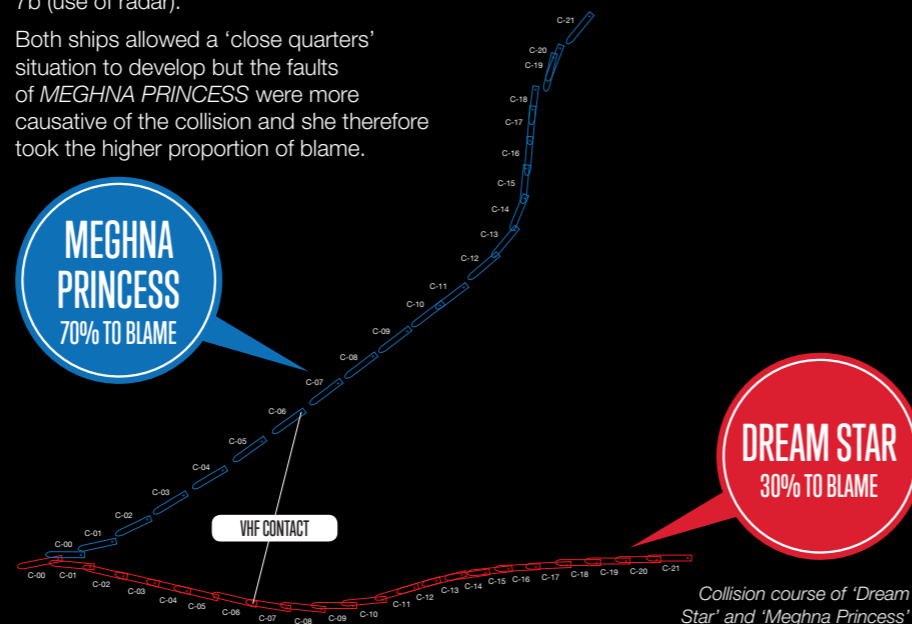 7b (use of radar).
Both ships allowed a ‘close quarters’
situation to develop but the faults
of MEGHNA PRINCESS were more
causative of the collision and she therefore
took the higher proportion of blame.
MEGHNA
PRINCESS
70% TO BLAME
C-21
C-20
C-19
C-18
C-17
C-16
C-15
C-14
C-13
C-12
C-11
C-10
C-09
C-08
C-07
C-06
C-05
C-04
C-03
C-02
C-01
C-00
VHF CONTACT
DREAM STAR
30% TO BLAME
C-00
C-01
C-02
C-03
C-04
C-05
C-06
C-07
C-08
C-09
C-10
C-11
C-12
C-13
C-14
C-15
C-16
C-17
C-18
C-19
C-20
C-21
Collision course of ‘Dream
Star’ and ‘Meghna Princess’